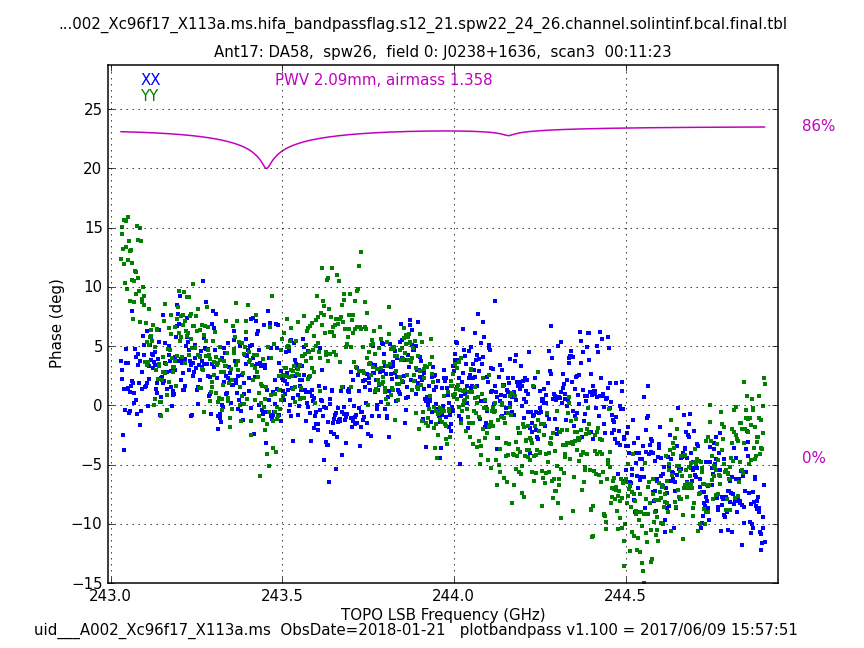 ...002_Xc96f17_X113a.ms.hifa_bandpassflag.s12_21.spw22_24_26.channel.solintinf.bcal.final.tbl
Ant17: DA58,  spw26,  field 0: J0238+1636,  scan3  00:11:23
XX
YY
PWV 2.09mm, airmass 1.358
86%
0%
Phase (deg)
25
20
15
10
5
0
−5
−10
−15
243.0
243.5
244.0
244.5
TOPO LSB Frequency (GHz)
uid___A002_Xc96f17_X113a.ms  ObsDate=2018-01-21   plotbandpass v1.100 = 2017/06/09 15:57:51